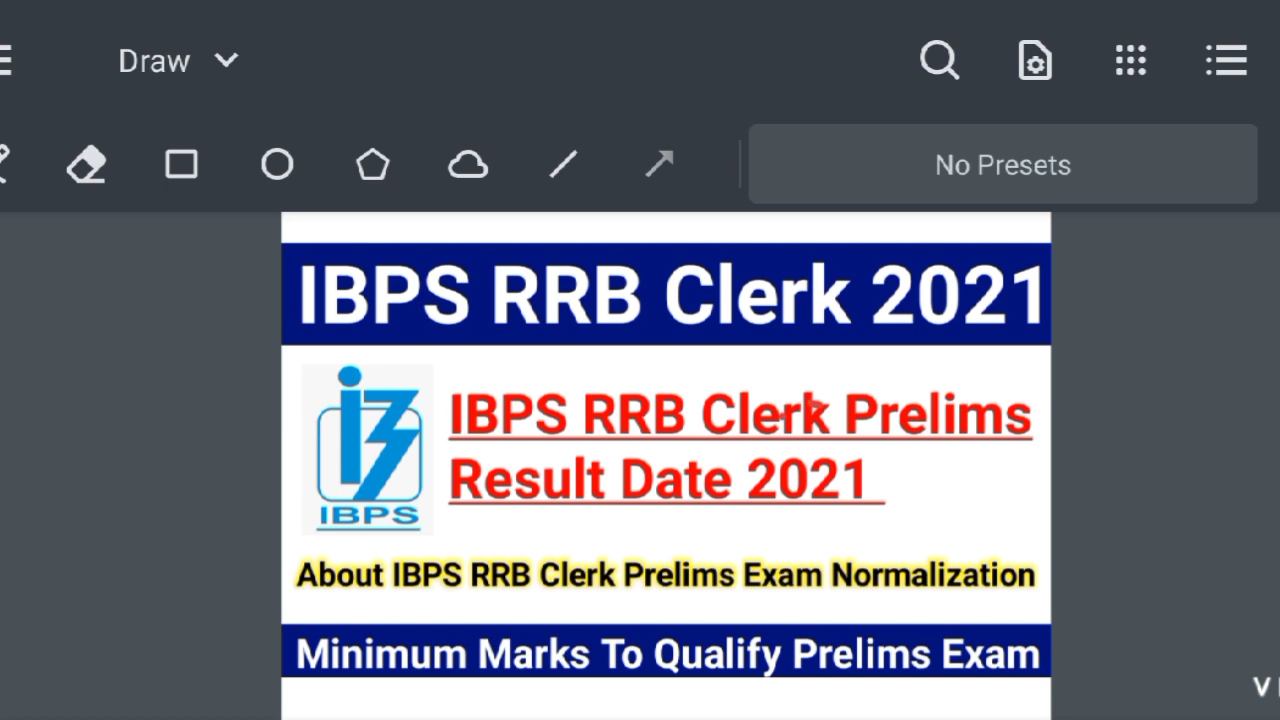 Draw
No Presets
IBPS RRB Clerk 2021
IBPS RRB Clerk Prelims
Result Date 2021
IBPS
About IBPS RRB Clerk Prelims Exam Normalization
Minimum Marks To Qualify Prelims Exam
V